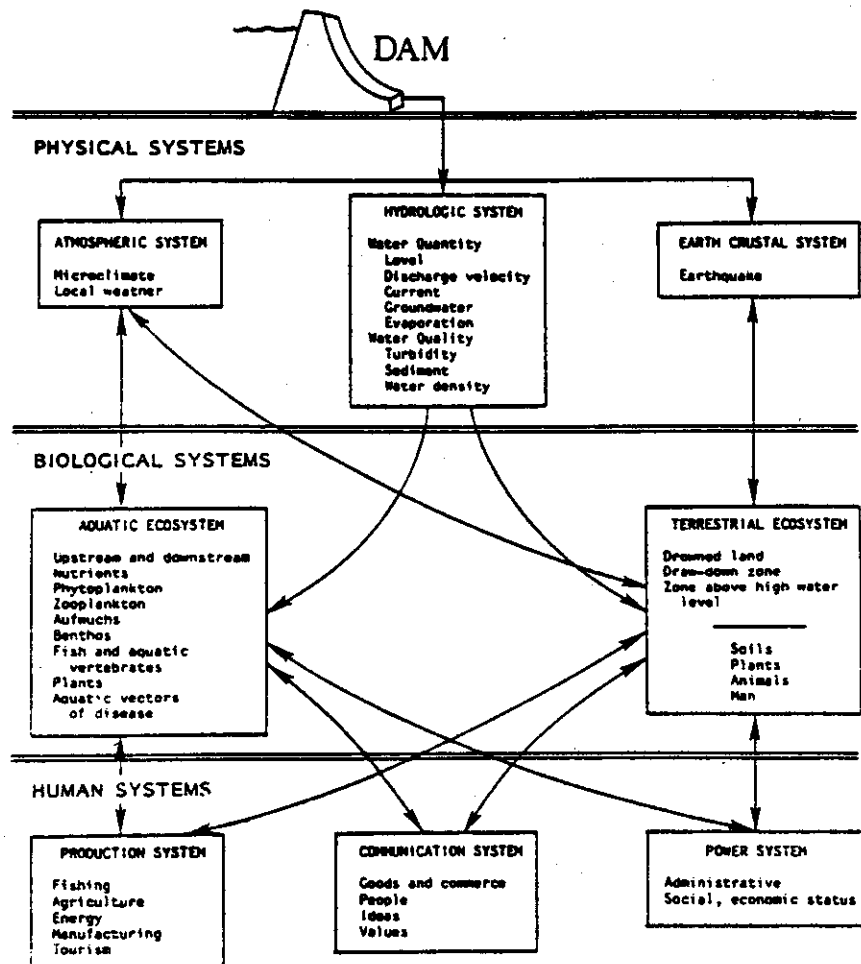 DAM
PHYSICAL SYSTEMS
ATMOSPHERIC SYSTEM
Microclimate
Local weather
HYDROLOGIC SYSTEM
Water Quantity
Level
Discharge velocity
Current
Groundwater
Evaporation
Water Quality
Turbidity
Sediment
Water density
EARTH CRUSTAL SYSTEM
Earthquake
BIOLOGICAL SYSTEMS
AQUATIC ECOSYSTEM
Upstream and downstream
Nutrients
Phytoplankton
Zooplankton
Aufwuchs
Benthos
Fish and aquatic
vertebrates
Plants
Aquatic vectors
of disease
TERRESTRIAL ECOSYSTEM
Drowned land
Draw-down zone
Zone above high water
level
Soils
Plants
Animals
Man
HUMAN SYSTEMS
PRODUCTION SYSTEM
Fishing
Agriculture
Energy
Manufacturing
Tourism
COMMUNICATION SYSTEM
Goods and commerce
People
Ideas
Values
POWER SYSTEM
Administrative
Social, economic status